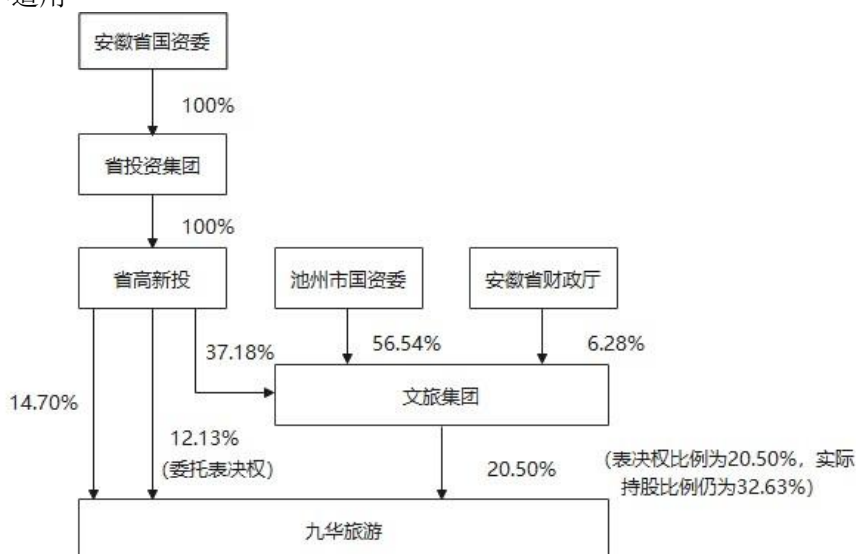 适用
安徽省国资委
100%
省投资集团
100%
省高新投
池州市国资委
安徽省财政厅
37.18%
56.54%
6.28%
14.70%
文旅集团
12.13%
(委托表决权)
20.50%
(表决权比例为20.50%，实际
持股比例仍为32.63%)
九华旅游